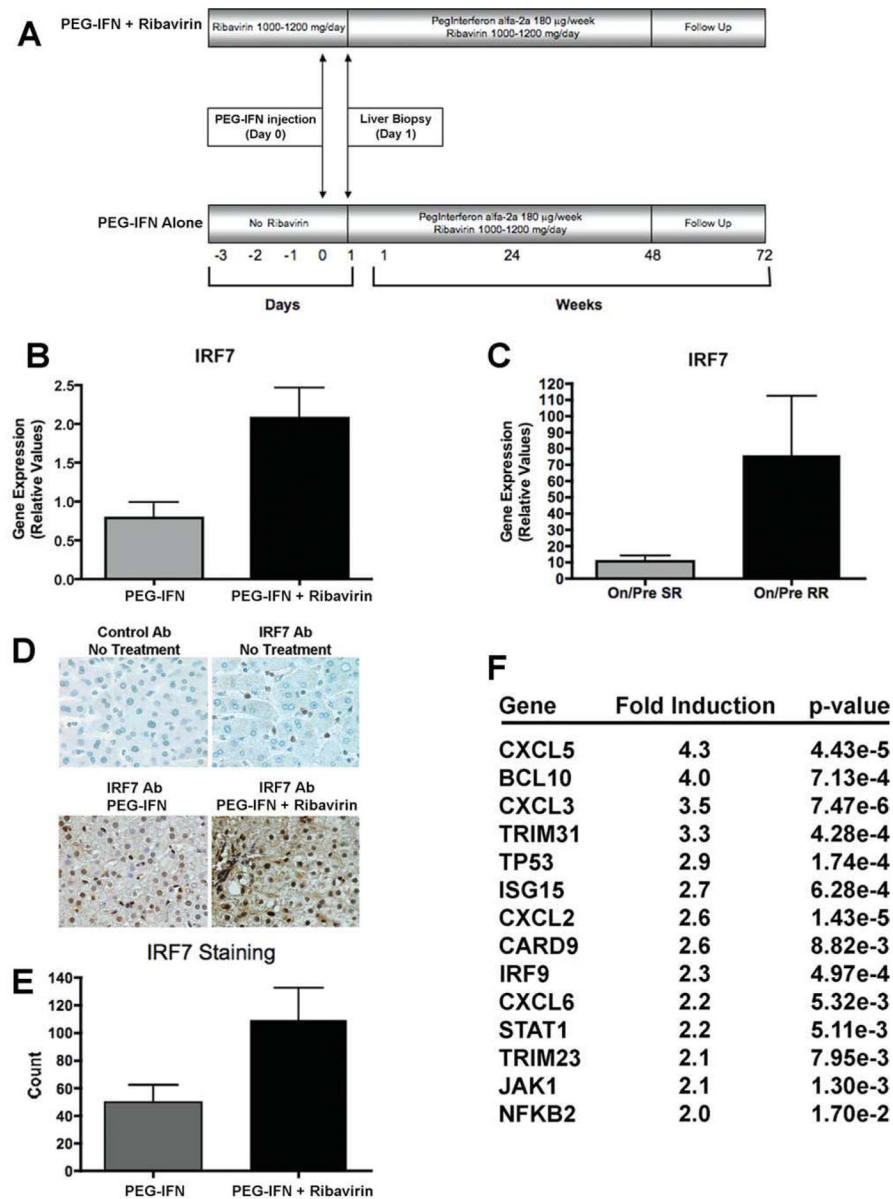 A
PEG-IFN + Ribavirin
Ribavirin 1000-1200 mg/day
PegInterferon alfa-2a 180 µg/week
Ribavirin 1000-1200 mg/day
Follow Up
PEG-IFN injection
(Day 0)
Liver Biopsy
(Day 1)
PEG-IFN Alone
No Ribavirin
PegInterferon alfa-2a 180 µg/week
Ribavirin 1000-1200 mg/day
Follow Up
-3 -2 -1 0 1 1 24 48 72
Days Weeks
B
IRF7
Gene Expression
(Relative Values)
2.5
2.0
1.5
1.0
0.5
0.0
PEG-IFN PEG-IFN + Ribavirin
C
IRF7
Gene Expression
(Relative Values)
120
110
100
90
80
70
60
50
40
30
20
10
0
On/Pre SR On/Pre RR
D
Control Ab
No Treatment
IRF7 Ab
No Treatment
IRF7 Ab
PEG-IFN
IRF7 Ab
PEG-IFN + Ribavirin
E
IRF7 Staining
Count
140
120
100
80
60
40
20
0
PEG-IFN PEG-IFN + Ribavirin
F
Gene Fold Induction p-value
CXCL5 4.3 4.43e-5
BCL10 4.0 7.13e-4
CXCL3 3.5 7.47e-6
TRIM31 3.3 4.28e-4
TP53 2.9 1.74e-4
ISG15 2.7 6.28e-4
CXCL2 2.6 1.43e-5
CARD9 2.6 8.82e-3
IRF9 2.3 4.97e-4
CXCL6 2.2 5.32e-3
STAT1 2.2 5.11e-3
TRIM23 2.1 7.95e-3
JAK1 2.1 1.30e-3
NFKB2 2.0 1.70e-2